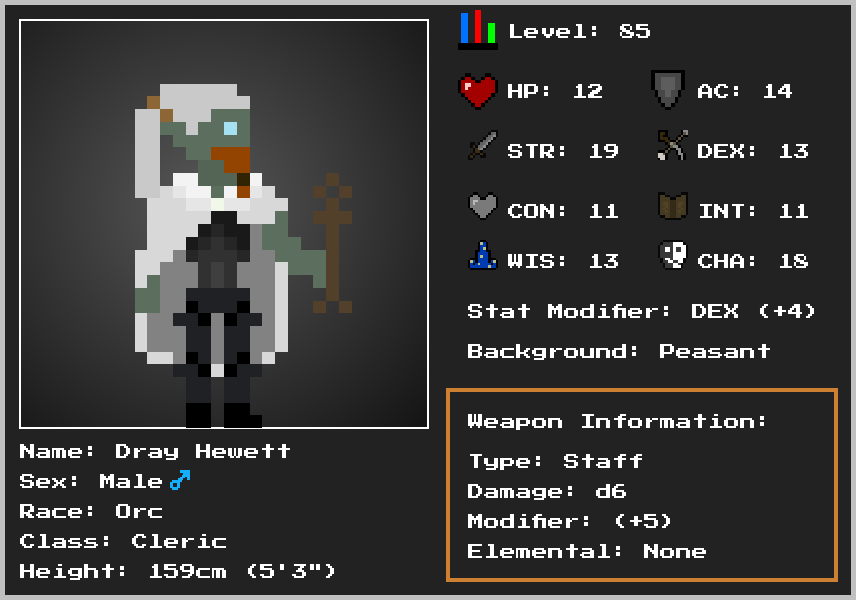 Level: 85
HP: 12
AC: 14
STR: 19
DEX: 13
CON: 11
INT: 11
WIS: 13
CHA: 18
Stat Modifier: DEX (+4)
Background: Peasant
Weapon Information:
Type: Staff
Damage: d6
Modifier: (+5)
Elemental: None
Name: Dray Hewett
Sex: Male♂
Race: Orc
Class: Cleric
Height: 159cm (5'3")